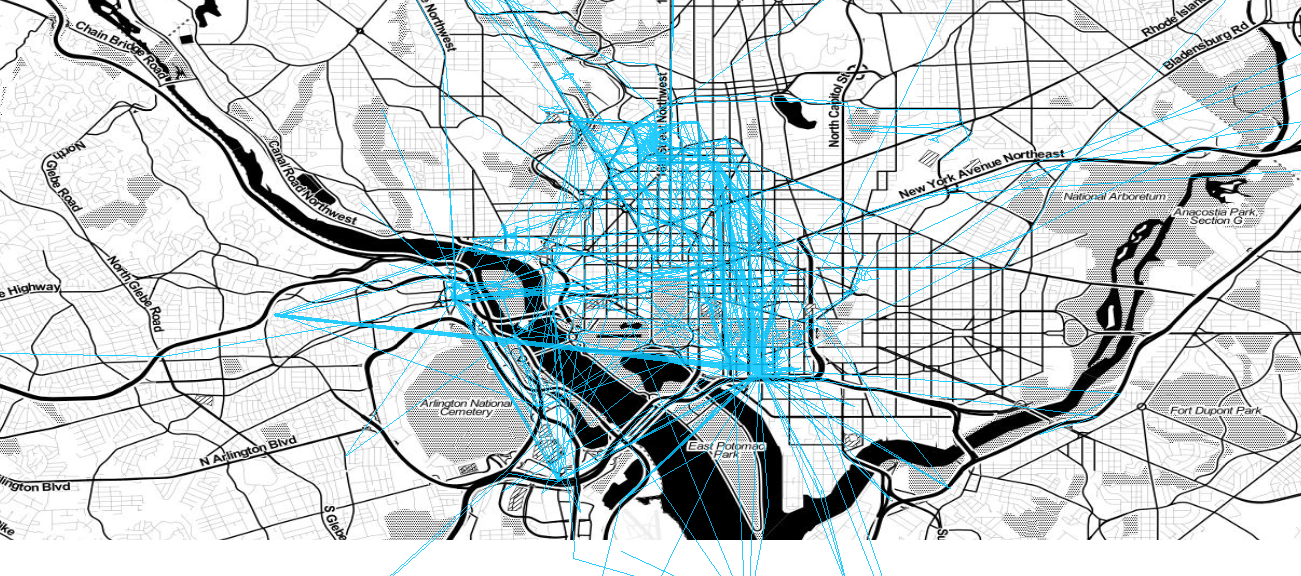 Chain Bridge Road
Northwest
Northwest
Rhode Islan
Bladensburg Rd
North Capitol St
Canal Road Northwest
North
Glebe Road
New York Avenue Northeast
National Arboretum
Anacostia Park,
Section G
North Glebe Road
e Highway
Arlington National
Cemetery
Fort Dupont Park
N Arlington Blvd
East Potomac
Park
lington Blvd
S Glebe
ike